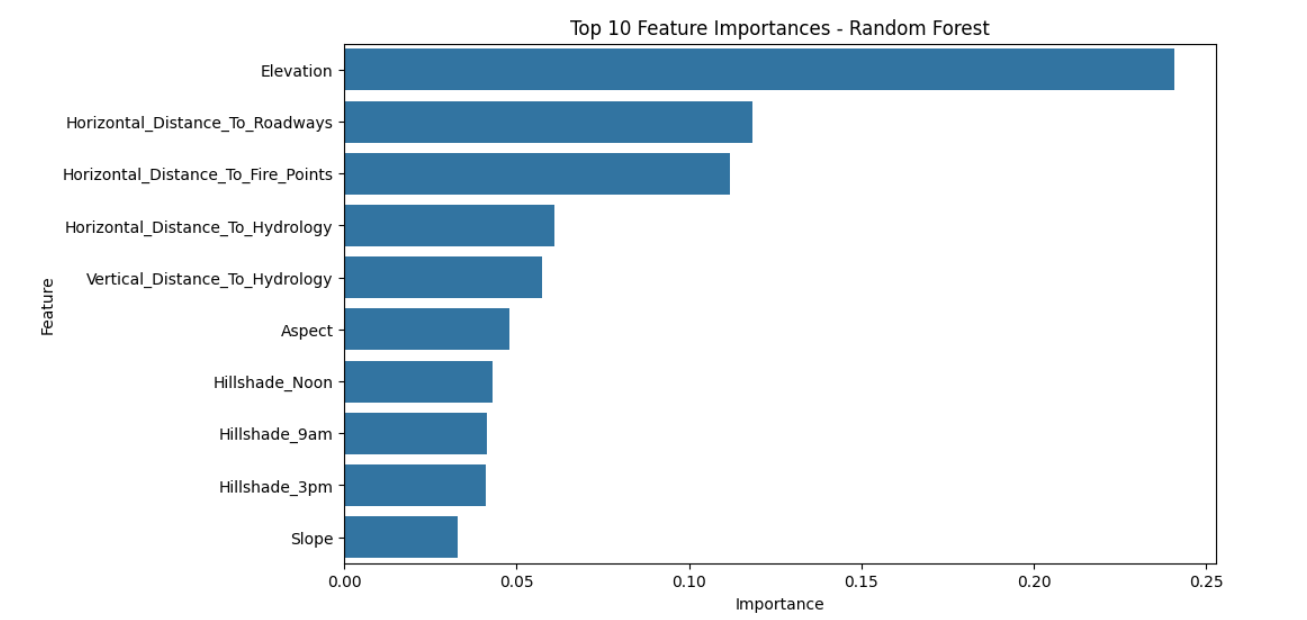 Top 10 Feature Importances - Random Forest
Elevation
Horizontal_Distance_To_Roadways
Horizontal_Distance_To_Fire_Points
Horizontal_Distance_To_Hydrology
Vertical_Distance_To_Hydrology
Aspect
Hillshade_Noon
Hillshade_9am
Hillshade_3pm
Slope
Feature
0.00 0.05 0.10 0.15 0.20 0.25
Importance